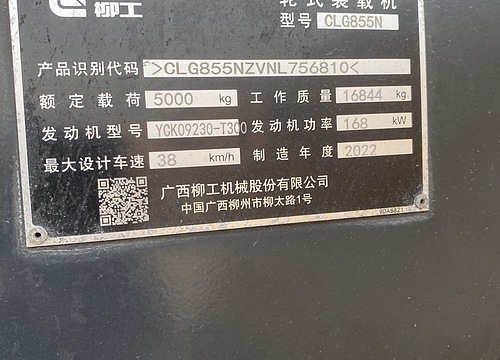 柳工 轮式装载机
型号 CLG855N
产品识别代码 >CLG855NZVNL756810<
额定载荷 5000 kg 工作质量 16844 kg
发动机型号 YCK09230-T300 发动机功率 168 kW
最大设计车速 38 km/h 制造年度 2022
广西柳工机械股份有限公司
中国广西柳州市柳太路1号
90A8821